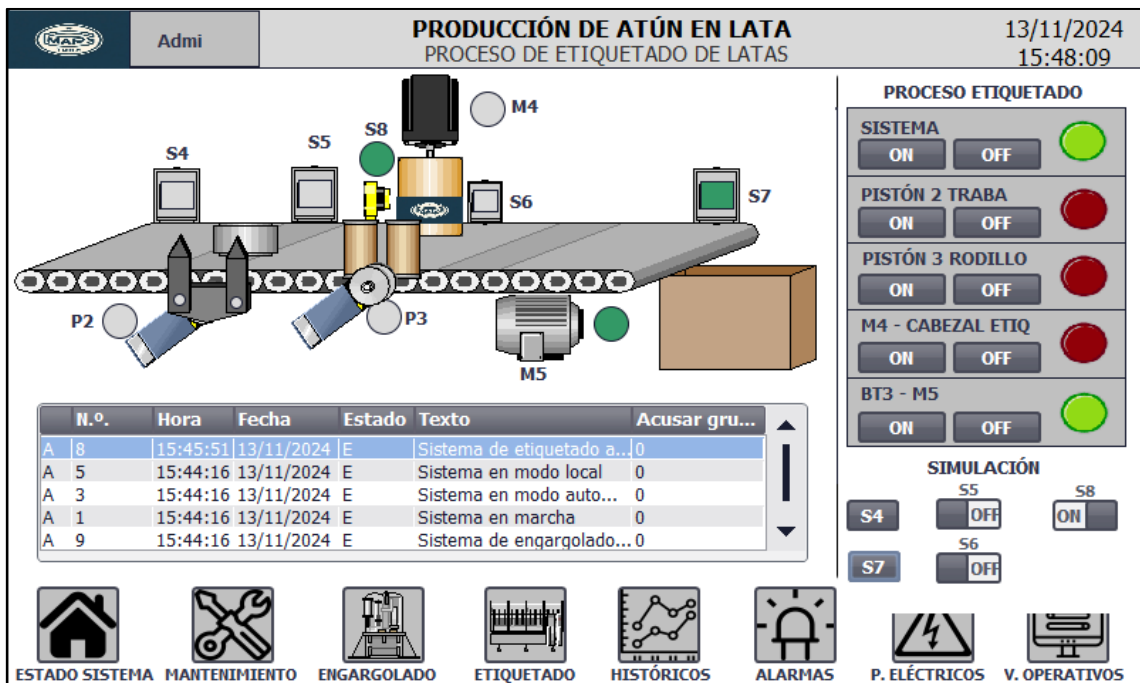 MAPS
Admi
PRODUCCIÓN DE ATÚN EN LATA
PROCESO DE ETIQUETADO DE LATAS
13/11/2024
15:48:09
S4
S5
S8
M4
S6
S7
P2
P3
M5
PROCESO ETIQUETADO
SISTEMA
ON OFF
PISTÓN 2 TRABA
ON OFF
PISTÓN 3 RODILLO
ON OFF
M4 - CABEZAL ETIQ
ON OFF
BT3 - M5
ON OFF
N.º. Hora Fecha Estado Texto Acusar gru...
A 8 15:45:51 13/11/2024 E Sistema de etiquetado a... 0
A 5 15:44:16 13/11/2024 E Sistema en modo local 0
A 3 15:44:16 13/11/2024 E Sistema en modo auto... 0
A 1 15:44:16 13/11/2024 E Sistema en marcha 0
A 9 15:44:16 13/11/2024 E Sistema de engargolado... 0
SIMULACIÓN
S5 S8
S4 OFF ON
S6
S7 OFF
ESTADO SISTEMA MANTENIMIENTO ENGARGOLADO ETIQUETADO HISTÓRICOS ALARMAS P. ELÉCTRICOS V. OPERATIVOS